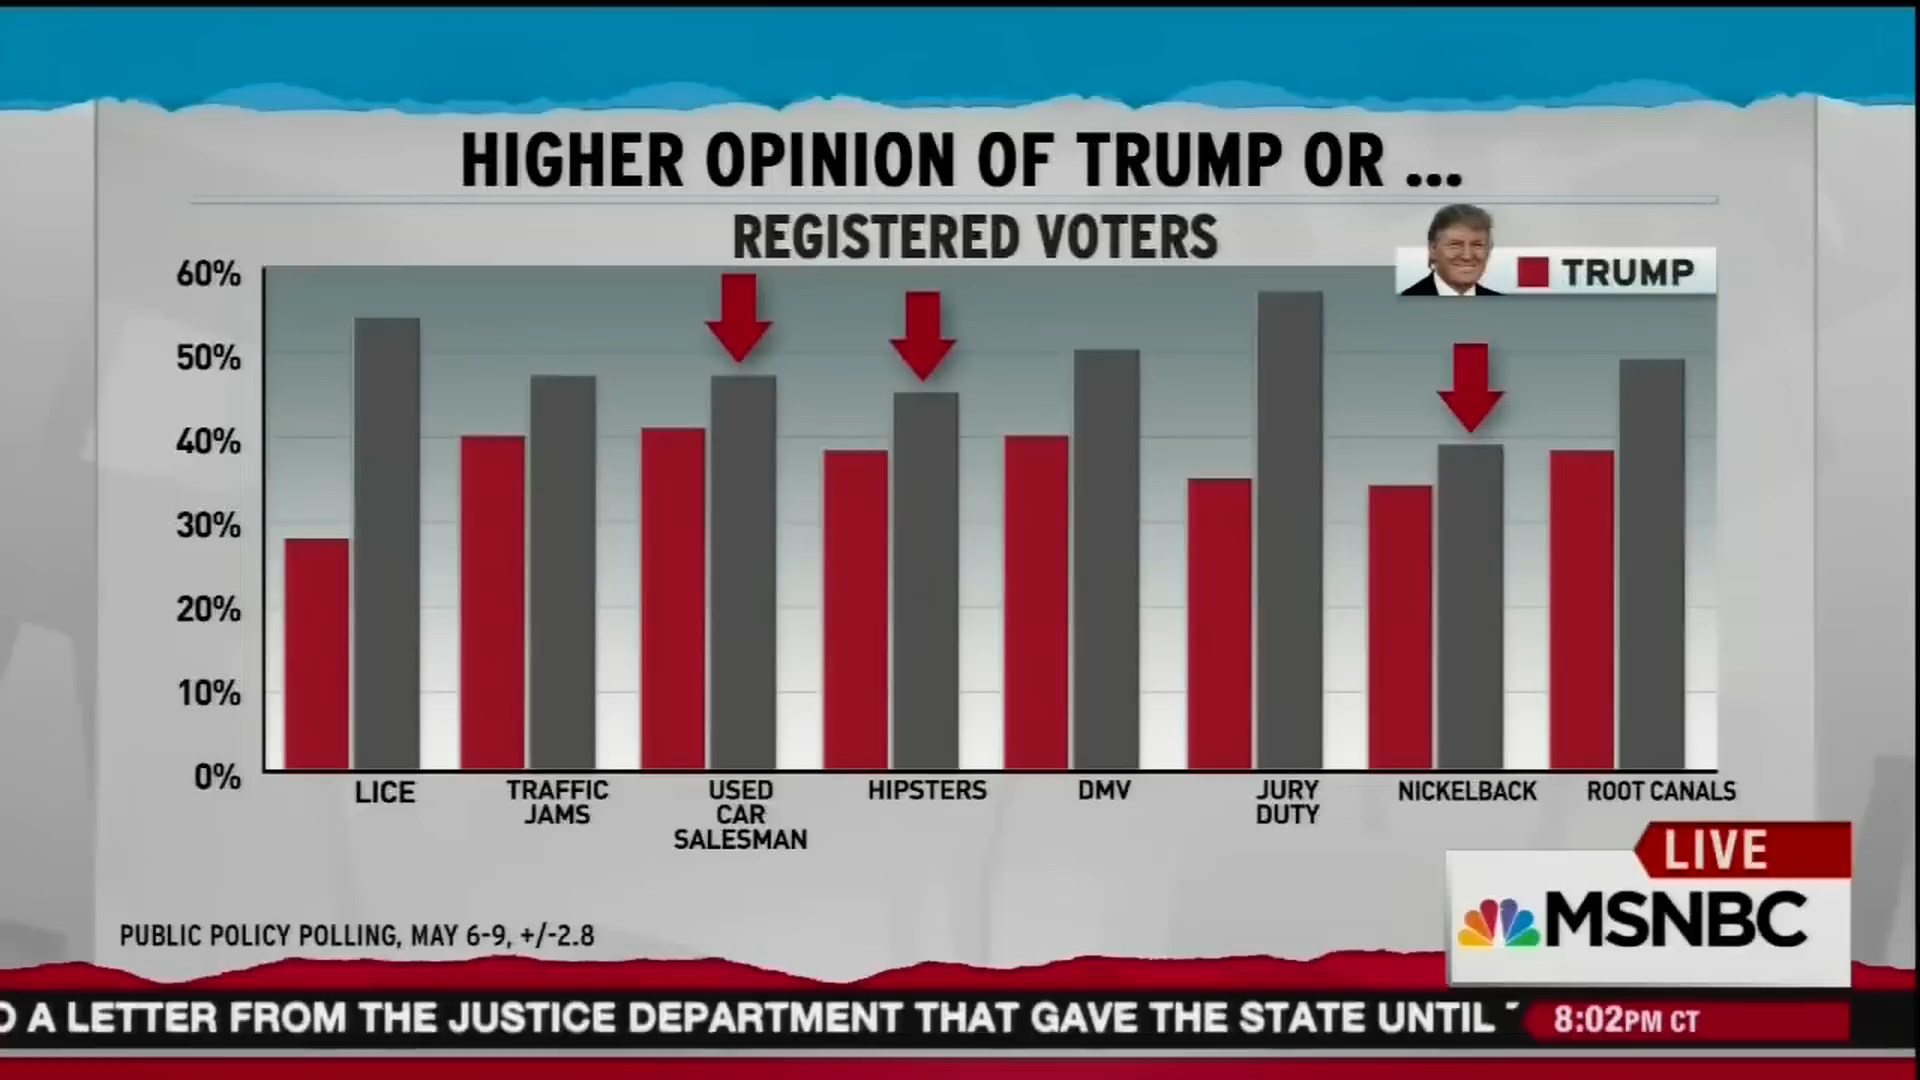 HIGHER OPINION OF TRUMP OR ...
REGISTERED VOTERS
TRUMP
60%
50%
40%
30%
20%
10%
0%
LICE
TRAFFIC
JAMS
USED
CAR
SALESMAN
HIPSTERS
DMV
JURY
DUTY
NICKELBACK
ROOT CANALS
LIVE
MSNBC
PUBLIC POLICY POLLING, MAY 6-9, +/-2.8
A LETTER FROM THE JUSTICE DEPARTMENT THAT GAVE THE STATE UNTIL
8:02PM CT